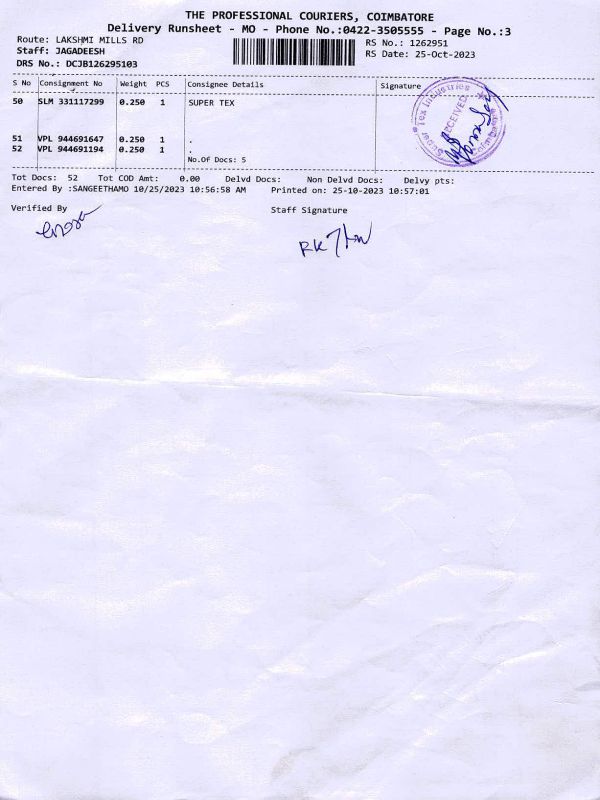 THE PROFESSIONAL COURIERS, COIMBATORE
Delivery Runsheet - MO - Phone No.:0422-3505555 - Page No.:3
Route: LAKSHMI MILLS RD
RS No.: 1262951
Staff: JAGADEESH
RS Date: 25-Oct-2023
DRS No.: DCJB126295103
S No Consignment No Weight PCS Consignee Details Signature
50 SLM 331117299 0.250 1 SUPER TEX
RECEIVED
51 VPL 944691647 0.250 1 .
52 VPL 944691194 0.250 1 .
No.Of Docs: 5
Tot Docs: 52 Tot COD Amt: 0.00 Delvd Docs: Non Delvd Docs: Delvy pts:
Entered By :SANGEETHAMO 10/25/2023 10:56:58 AM Printed on: 25-10-2023 10:57:01
Verified By Staff Signature